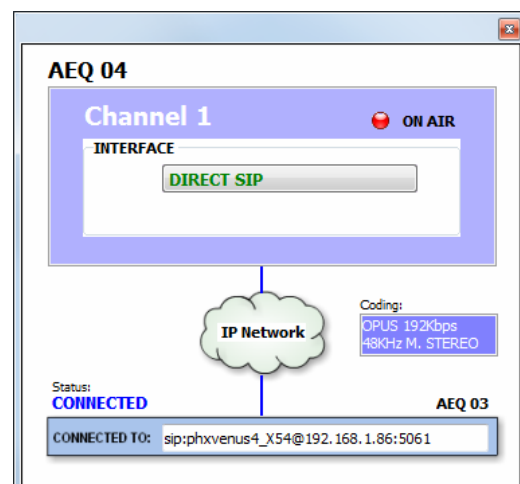 AEQ 04
Channel 1
ON AIR
INTERFACE
DIRECT SIP
IP Network
Coding:
OPUS 192Kbps
48KHz M. STEREO
Status:
CONNECTED
AEQ 03
CONNECTED TO: sip:phxvenus4_X54@192.168.1.86:5061